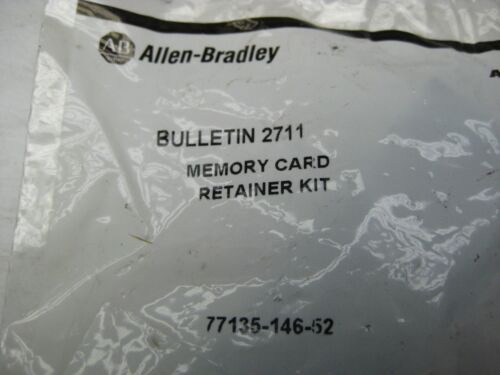 AB Allen-Bradley
BULLETIN 2711
MEMORY CARD
RETAINER KIT
77135-146-52